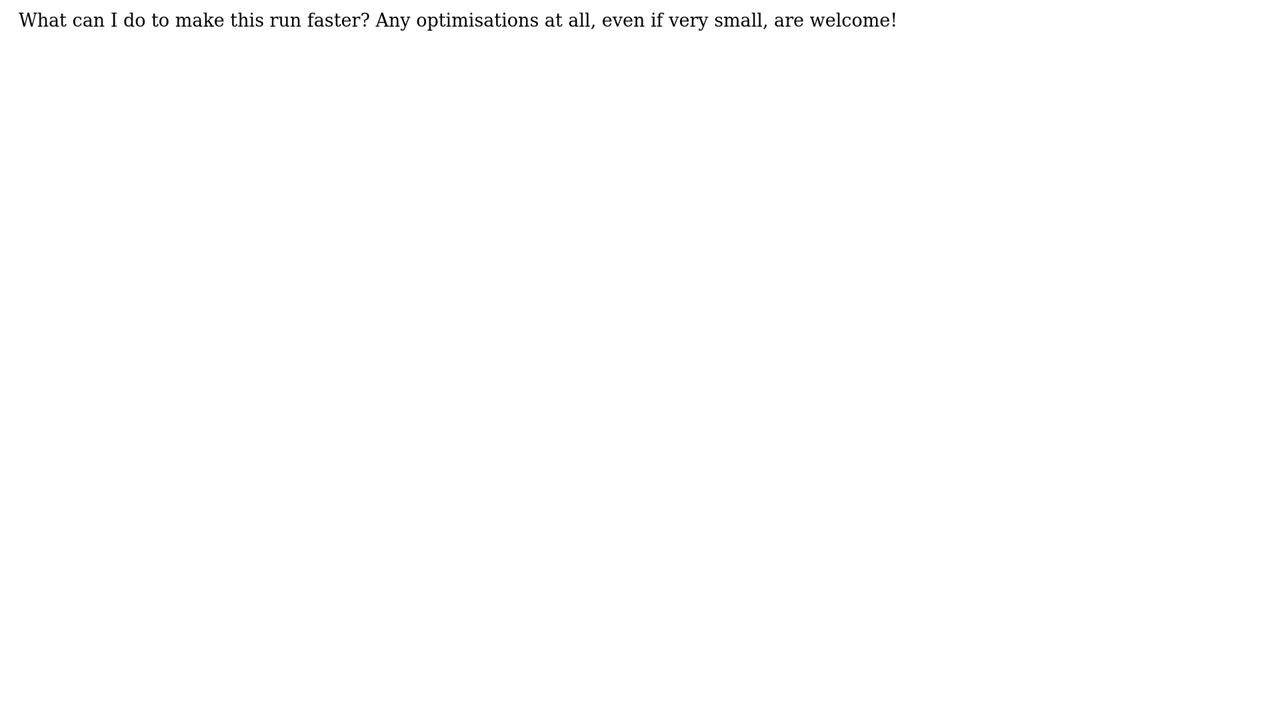 What can I do to make this run faster? Any optimisations at all, even if very small, are welcome!